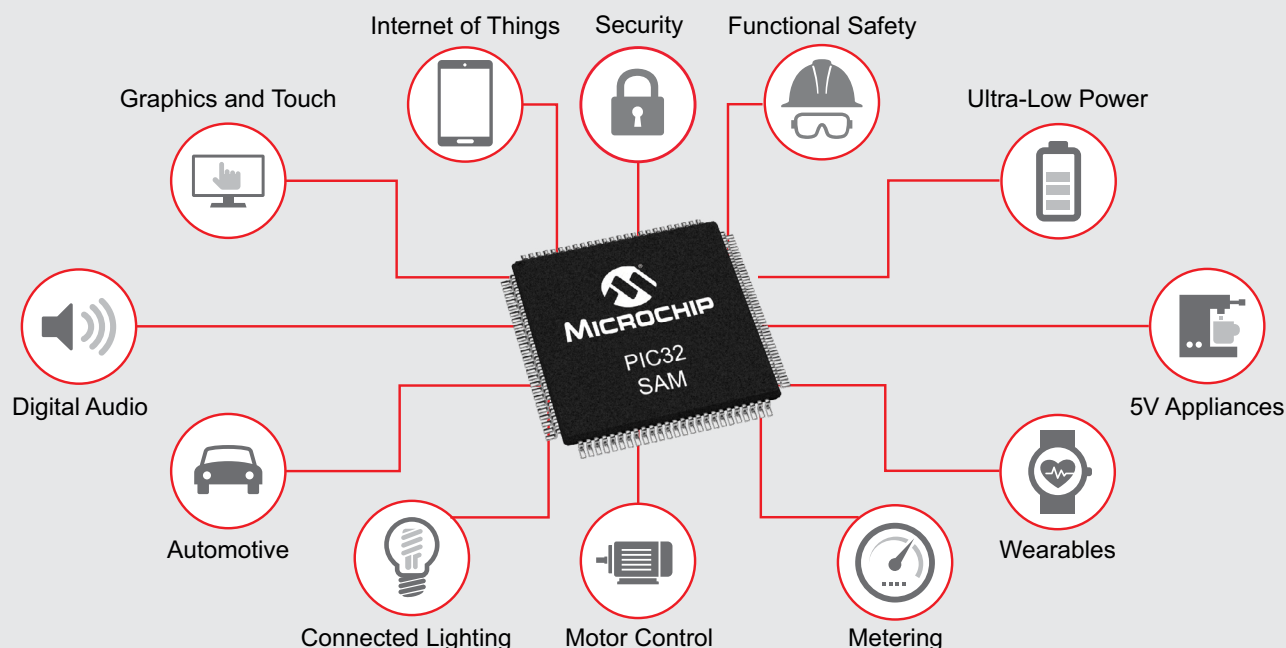 Internet of Things
Security
Functional Safety
Graphics and Touch
Ultra-Low Power
MICROCHIP
PIC32
SAM
Digital Audio
5V Appliances
Automotive
Wearables
Connected Lighting
Motor Control
Metering